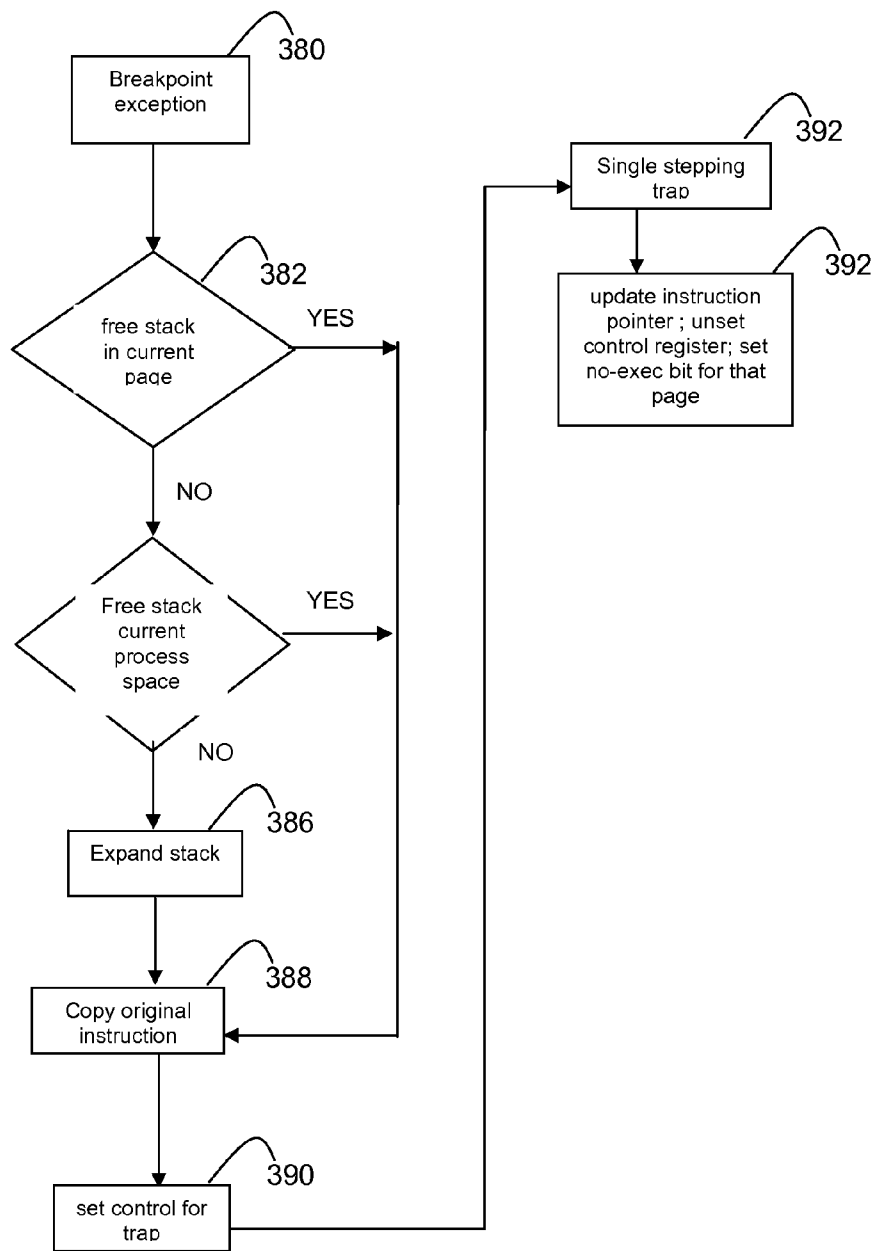 380
Breakpoint
exception
382
free stack
in current
page
YES
NO
Free stack
current
process
space
YES
NO
386
Expand stack
388
Copy original
instruction
390
set control for
trap
392
Single stepping
trap
392
update instruction
pointer ; unset
control register; set
no-exec bit for that
page